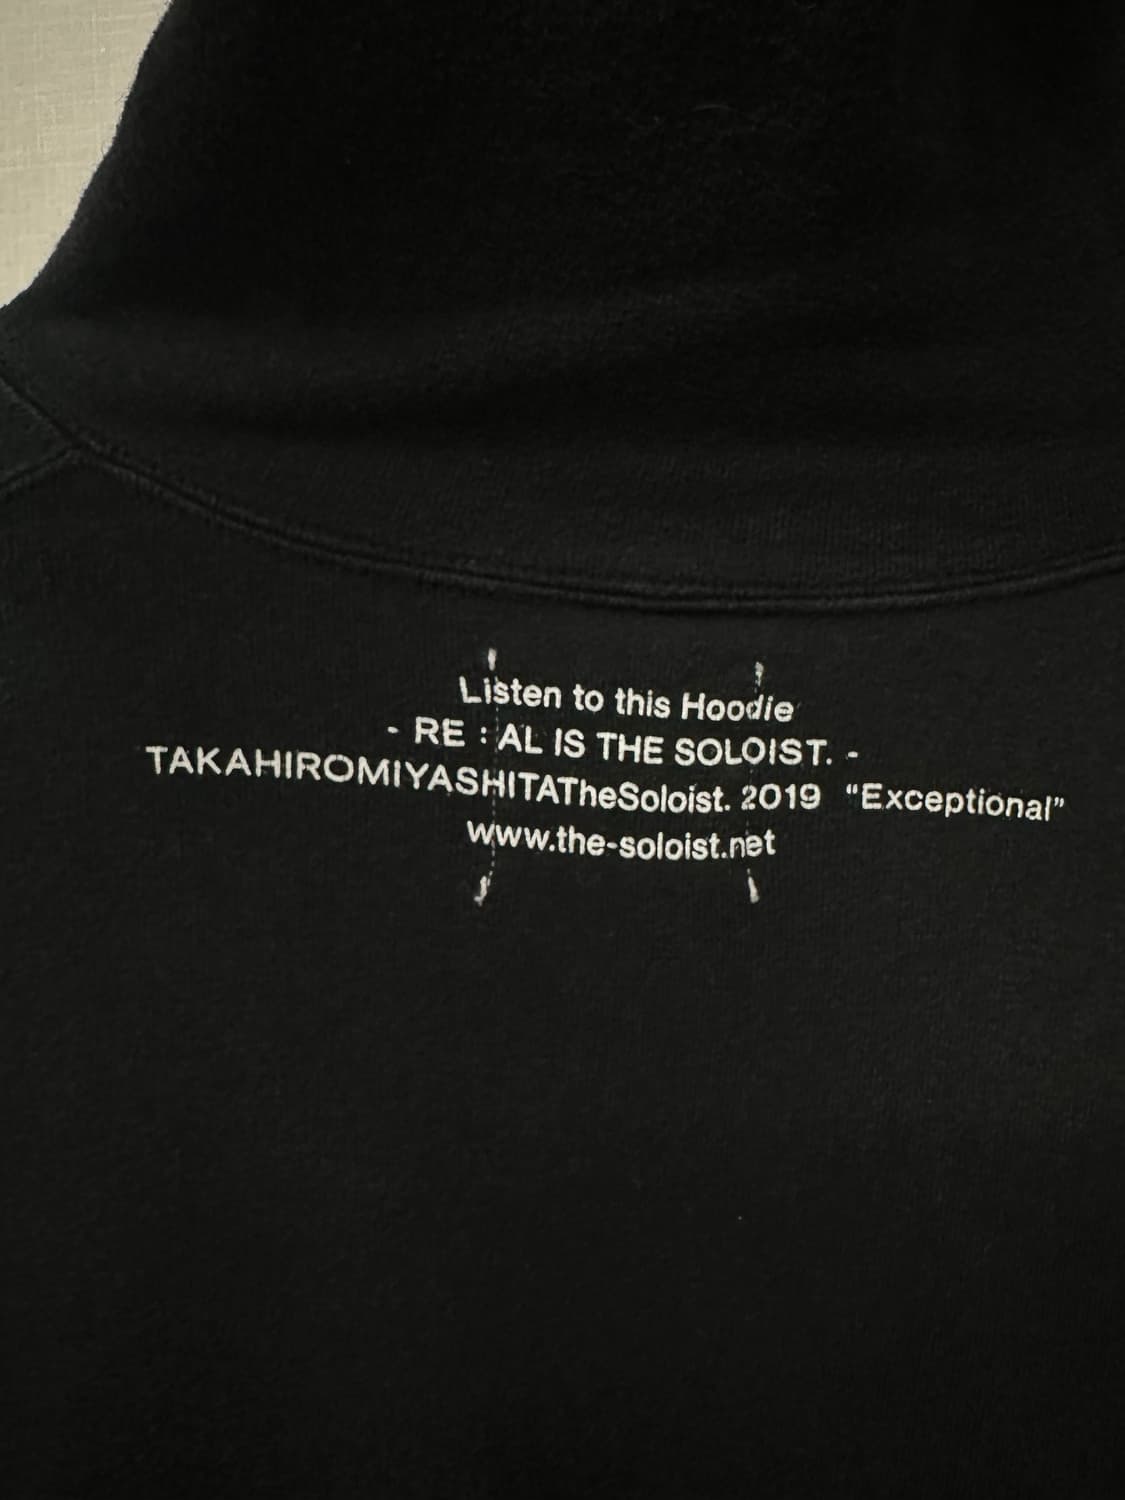 Listen to this Hoodie
- RE : AL IS THE SOLOIST. -
TAKAHIROMIYASHITATheSoloist. 2019 “Exceptional”
www.the-soloist.net